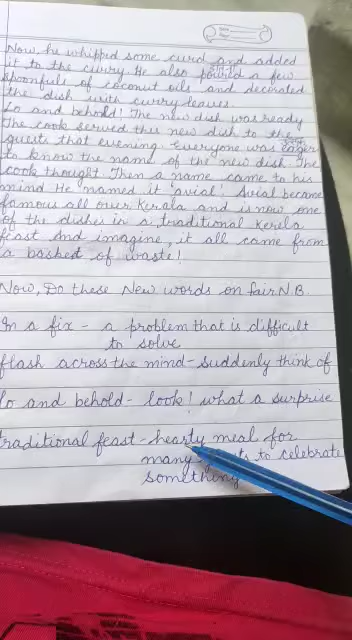 Now he whipped some curd and added
it to the curry. He also poured a few
spoonfuls of coconut oils and decorated
the dish with curry leaves.
Lo and behold! The new dish was ready
The cook served this new dish to the
guests that evening. Everyone was eager
to know the name of the new dish. The
cook thought. Then a name came to his
mind He named it 'avial'. Avial became
famous all over Kerala and is now one
of the dishes in a traditional Kerela
feast And imagine, it all came from
a basket of waste!
Now, Do these New words on fair N.B.
In a fix - a problem that is difficult
to solve
flash across the mind - suddenly think of
lo and behold - look! what a surprise
traditional feast - hearty meal for
many to celebrate
something